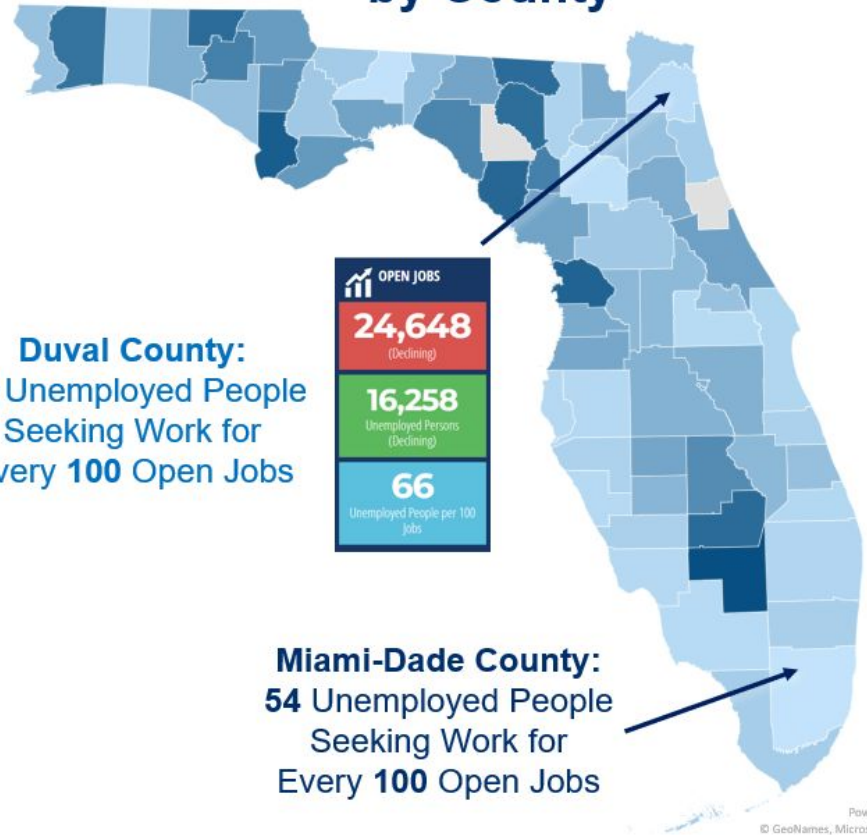 by County
OPEN JOBS
24,648
(Declining)
16,258
Unemployed Persons
(Declining)
66
Unemployed People per 100
Jobs
Duval County:
Unemployed People
Seeking Work for
very 100 Open Jobs
Miami-Dade County:
54 Unemployed People
Seeking Work for
Every 100 Open Jobs
Pow
© GeoNames, Micros